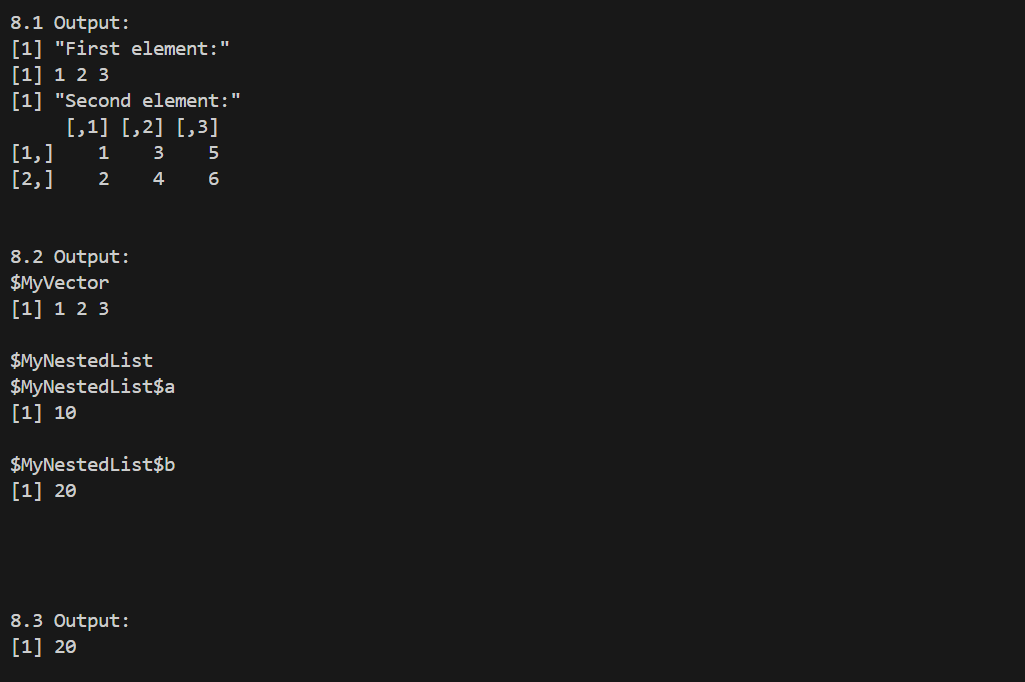 8.1 Output:
[1] "First element:"
[1] 1 2 3
[1] "Second element:"
     [,1] [,2] [,3]
[1,]    1    3    5
[2,]    2    4    6
8.2 Output:
$MyVector
[1] 1 2 3
$MyNestedList
$MyNestedList$a
[1] 10
$MyNestedList$b
[1] 20
8.3 Output:
[1] 20